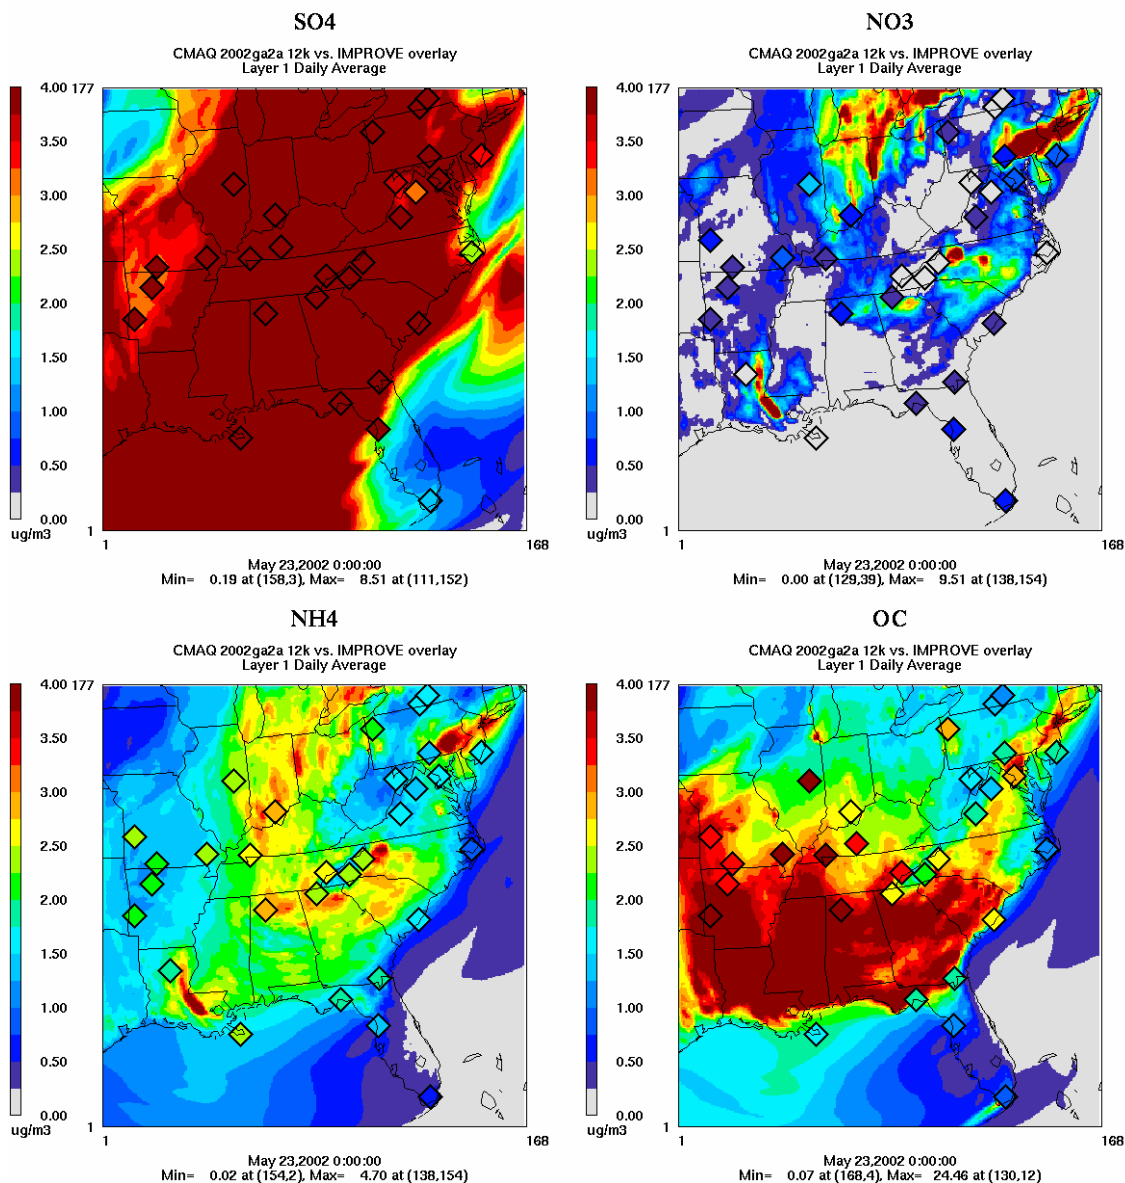 SO4
CMAQ 2002ga2a 12k vs. IMPROVE overlay
Layer 1 Daily Average
4.00 177
3.50
3.00
2.50
2.00
1.50
1.00
0.50
0.00
ug/m3
1
1
168
May 23,2002 0:00:00
Min= 0.19 at (158,3), Max= 8.51 at (111,152)
NO3
CMAQ 2002ga2a 12k vs. IMPROVE overlay
Layer 1 Daily Average
4.00 177
3.50
3.00
2.50
2.00
1.50
1.00
0.50
0.00
ug/m3
1
1
168
May 23,2002 0:00:00
Min= 0.00 at (129,39), Max= 9.51 at (138,154)
NH4
CMAQ 2002ga2a 12k vs. IMPROVE overlay
Layer 1 Daily Average
4.00 177
3.50
3.00
2.50
2.00
1.50
1.00
0.50
0.00
ug/m3
1
1
168
May 23,2002 0:00:00
Min= 0.02 at (154,2), Max= 4.70 at (138,154)
OC
CMAQ 2002ga2a 12k vs. IMPROVE overlay
Layer 1 Daily Average
4.00 177
3.50
3.00
2.50
2.00
1.50
1.00
0.50
0.00
ug/m3
1
1
168
May 23,2002 0:00:00
Min= 0.07 at (168,4), Max= 24.46 at (130,12)